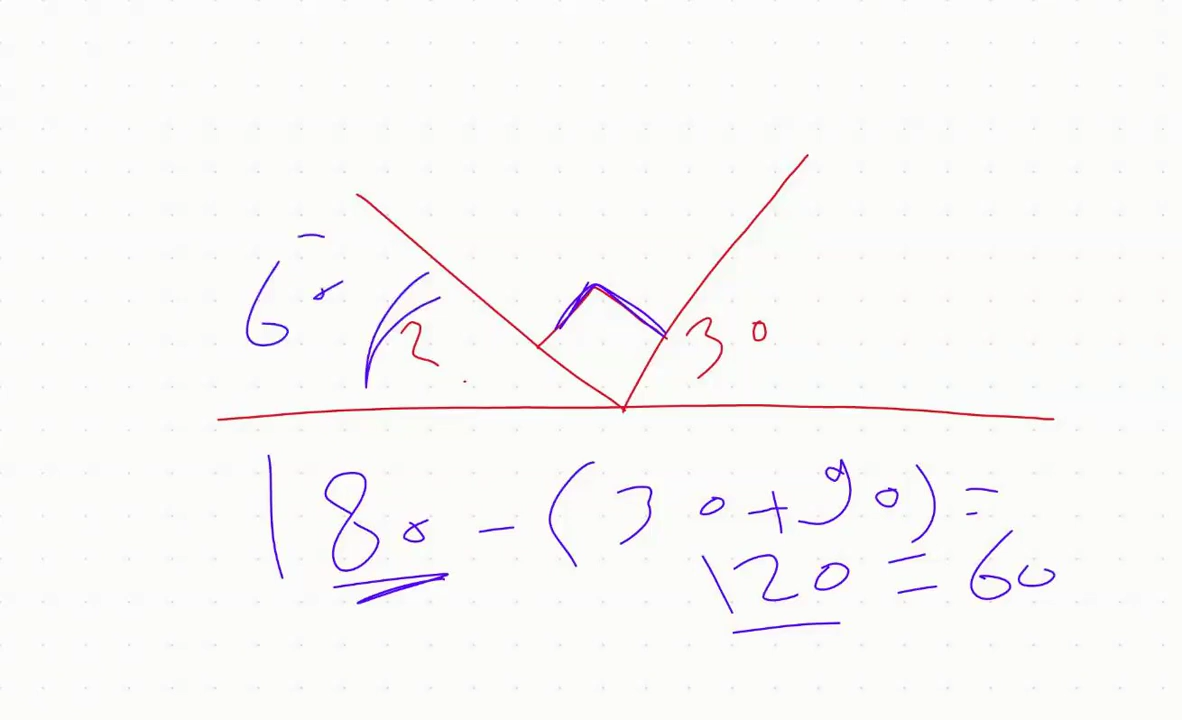 60
2
30
180 - (30+90) =
120 = 60